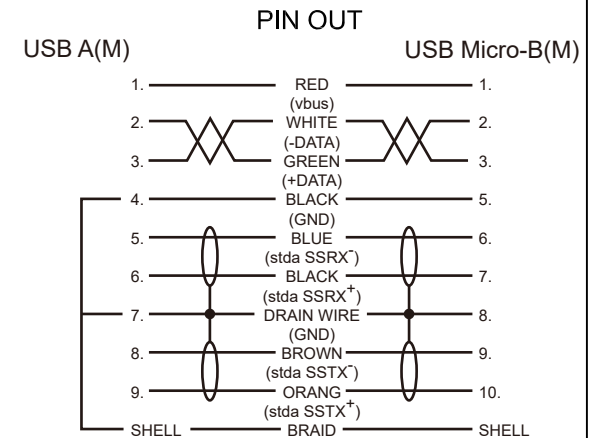 PIN OUT
USB A(M) USB Micro-B(M)
1. RED 1.
(vbus)
2. WHITE 2.
(-DATA)
3. GREEN 3.
(+DATA)
4. BLACK 5.
(GND)
5. BLUE 6.
(stda SSRX-)
6. BLACK 7.
(stda SSRX+)
7. DRAIN WIRE 8.
(GND)
8. BROWN 9.
(stda SSTX-)
9. ORANG 10.
(stda SSTX+)
SHELL BRAID SHELL